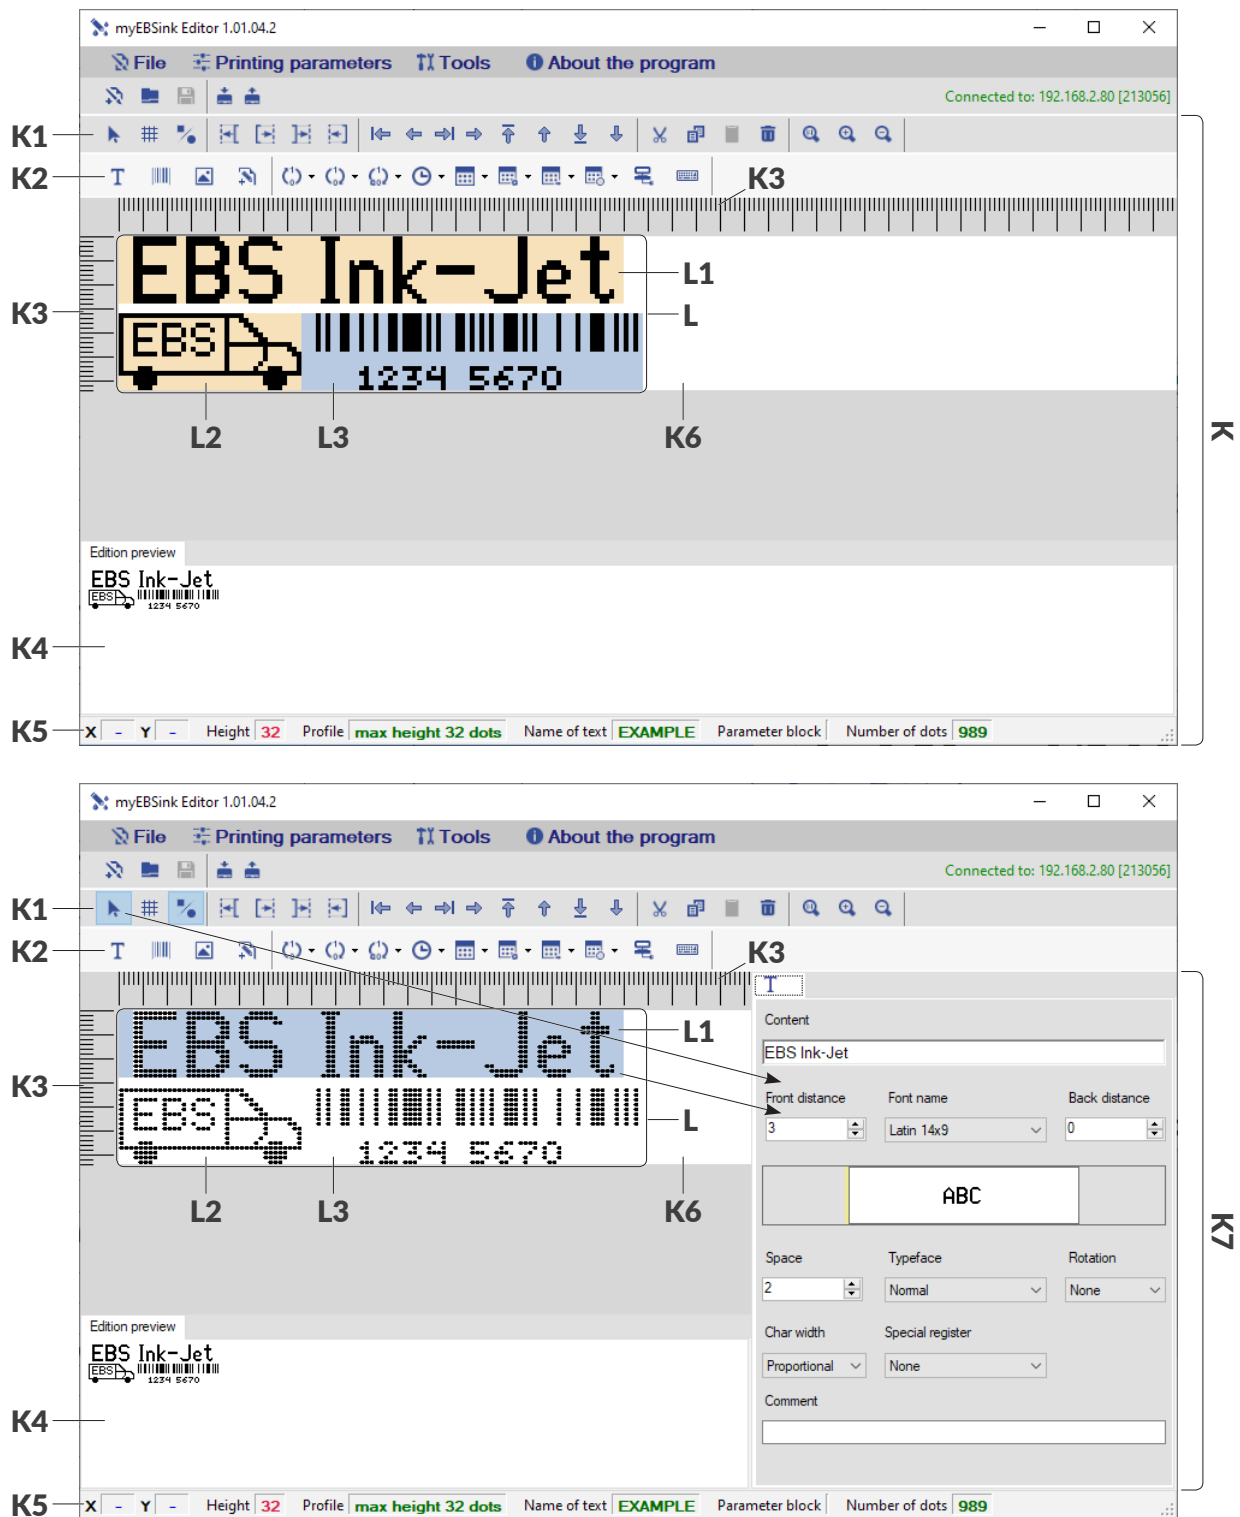 myEBSink Editor 1.01.04.2
File Printing parameters Tools About the program
Connected to: 192.168.2.80 [213056]
K1
K2
K3
EBS Ink-Jet
L1
K3
L
EBS
1234 5670
L2 L3 K6
K
Edition preview
EBS Ink-Jet
EBS
1234 5670
K4
K5 X - Y - Height 32 Profile max height 32 dots Name of text EXAMPLE Parameter block Number of dots 989
myEBSink Editor 1.01.04.2
File Printing parameters Tools About the program
Connected to: 192.168.2.80 [213056]
K1
K2 T
K3
T
Content
EBS Ink-Jet
L1
EBS Ink-Jet
K3
Front distance Font name Back distance
3 Latin 14x9 0
EBS
L
1234 5670
ABC
L2 L3 K6
K7
Space Typeface Rotation
2 Normal None
Edition preview
Char width Special register
EBS Ink-Jet
EBS
1234 5670
Proportional None
Comment
K4
K5 X - Y - Height 32 Profile max height 32 dots Name of text EXAMPLE Parameter block Number of dots 989